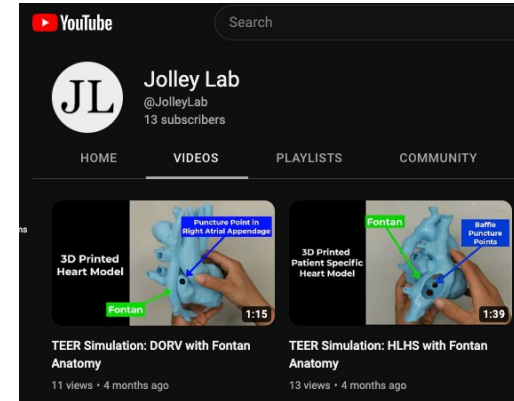 YouTube
Search
JL
Jolley Lab
@JolleyLab
13 subscribers
HOME VIDEOS PLAYLISTS COMMUNITY
ns
3D Printed
Heart Model
Puncture Point in
Right Atrial Appendage
Fontan
1:15
3D Printed
Patient Specific
Heart Model
Fontan
Baffle
Puncture
Points
1:39
TEER Simulation: DORV with Fontan
Anatomy
11 views • 4 months ago
TEER Simulation: HLHS with Fontan
Anatomy
13 views • 4 months ago